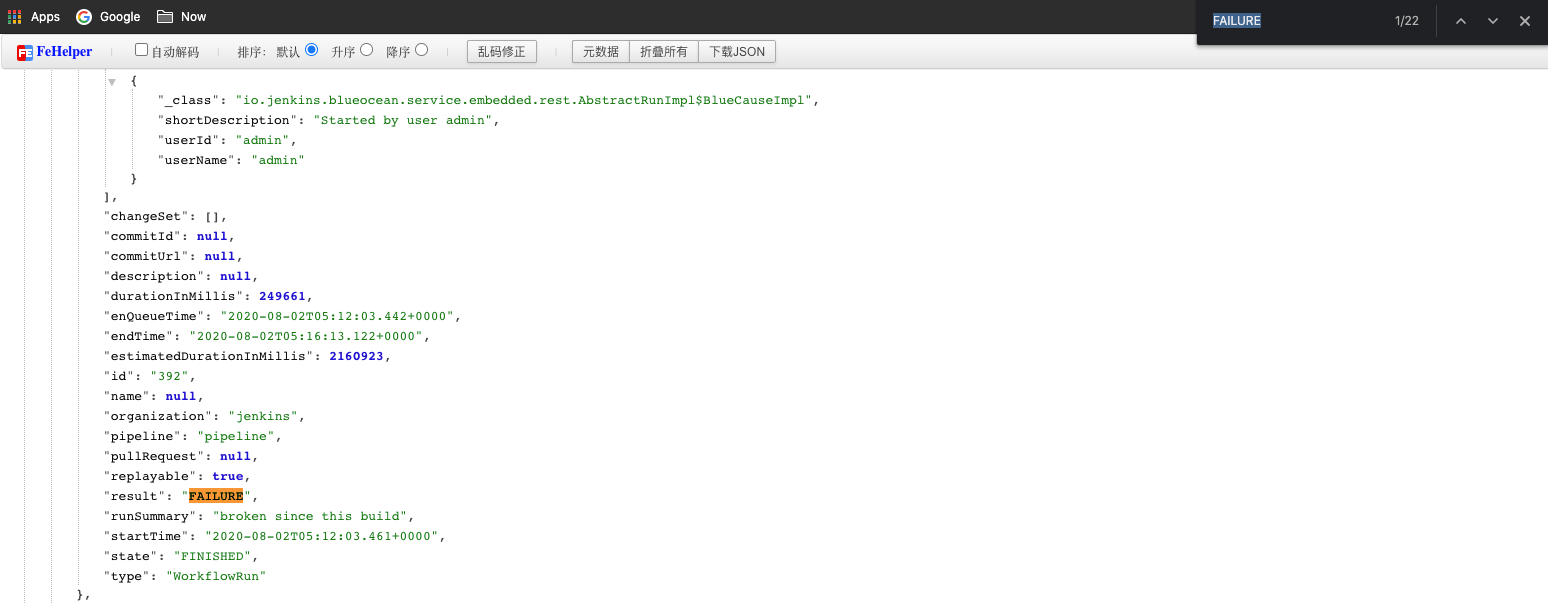 Apps Google Now
FAILURE 1/22
FE FeHelper 自动解码 排序: 默认 升序 降序 乱码修正 元数据 折叠所有 下载JSON
{
"_class": "io.jenkins.blueocean.service.embedded.rest.AbstractRunImpl$BlueCauseImpl",
"shortDescription": "Started by user admin",
"userId": "admin",
"userName": "admin"
}
],
"changeSet": [],
"commitId": null,
"commitUrl": null,
"description": null,
"durationInMillis": 249661,
"enQueueTime": "2020-08-02T05:12:03.442+0000",
"endTime": "2020-08-02T05:16:13.122+0000",
"estimatedDurationInMillis": 2160923,
"id": "392",
"name": null,
"organization": "jenkins",
"pipeline": "pipeline",
"pullRequest": null,
"replayable": true,
"result": "FAILURE",
"runSummary": "broken since this build",
"startTime": "2020-08-02T05:12:03.461+0000",
"state": "FINISHED",
"type": "WorkflowRun"
},